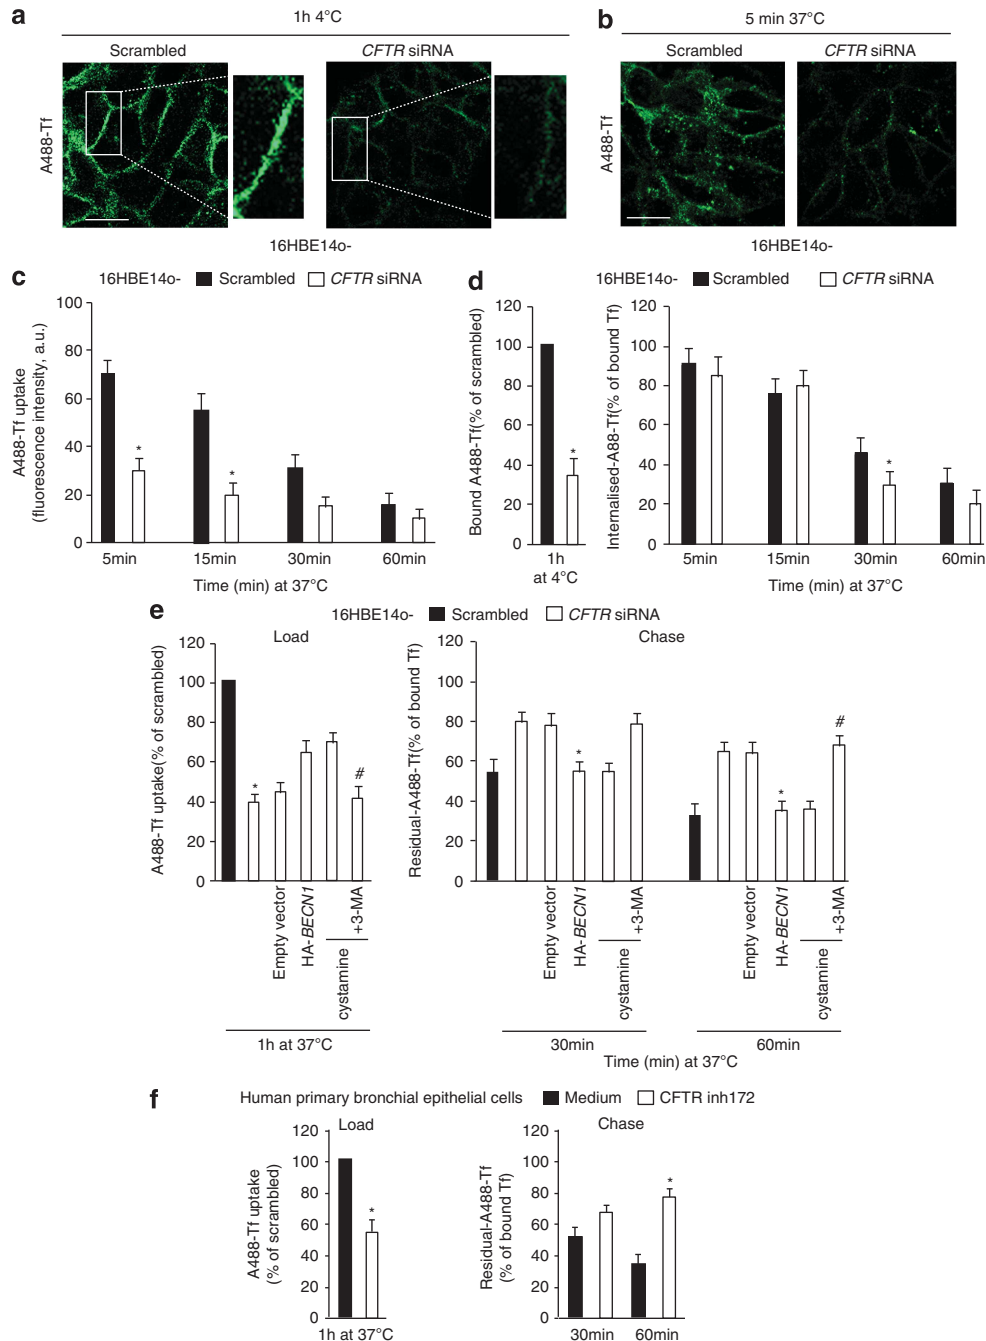 a
1h 4°C
Scrambled
CFTR siRNA
A488-Tf
16HBE14o-
b
5 min 37°C
Scrambled
CFTR siRNA
A488-Tf
16HBE14o-
c
16HBE14o- Scrambled CFTR siRNA
A488-Tf uptake
(fluorescence intensity, a.u.)
100
80
60
40
20
0
* *
5min 15min 30min 60min
Time (min) at 37°C
d
16HBE14o- Scrambled CFTR siRNA
Bound A488-Tf(% of scrambled)
120
100
80
60
40
20
0
*
1h
at 4°C
Internalised-A88-Tf(% of bound Tf)
120
100
80
60
40
20
0
*
5min 15min 30min 60min
Time (min) at 37°C
e
16HBE14o- Scrambled CFTR siRNA
Load
A488-Tf uptake(% of scrambled)
120
100
80
60
40
20
0
* #
Empty vector
HA-BECN1
cystamine
+3-MA
1h at 37°C
Chase
Residual-A488-Tf(% of bound Tf)
120
100
80
60
40
20
0
* * #
Empty vector
HA-BECN1
cystamine
+3-MA
30min
Empty vector
HA-BECN1
cystamine
+3-MA
60min
Time (min) at 37°C
f
Human primary bronchial epithelial cells Medium CFTR inh172
Load
A488-Tf uptake
(% of scrambled)
120
100
80
60
40
20
0
*
1h at 37°C
Chase
Residual-A488-Tf
(% of bound Tf)
120
100
80
60
40
20
0
*
30min 60min